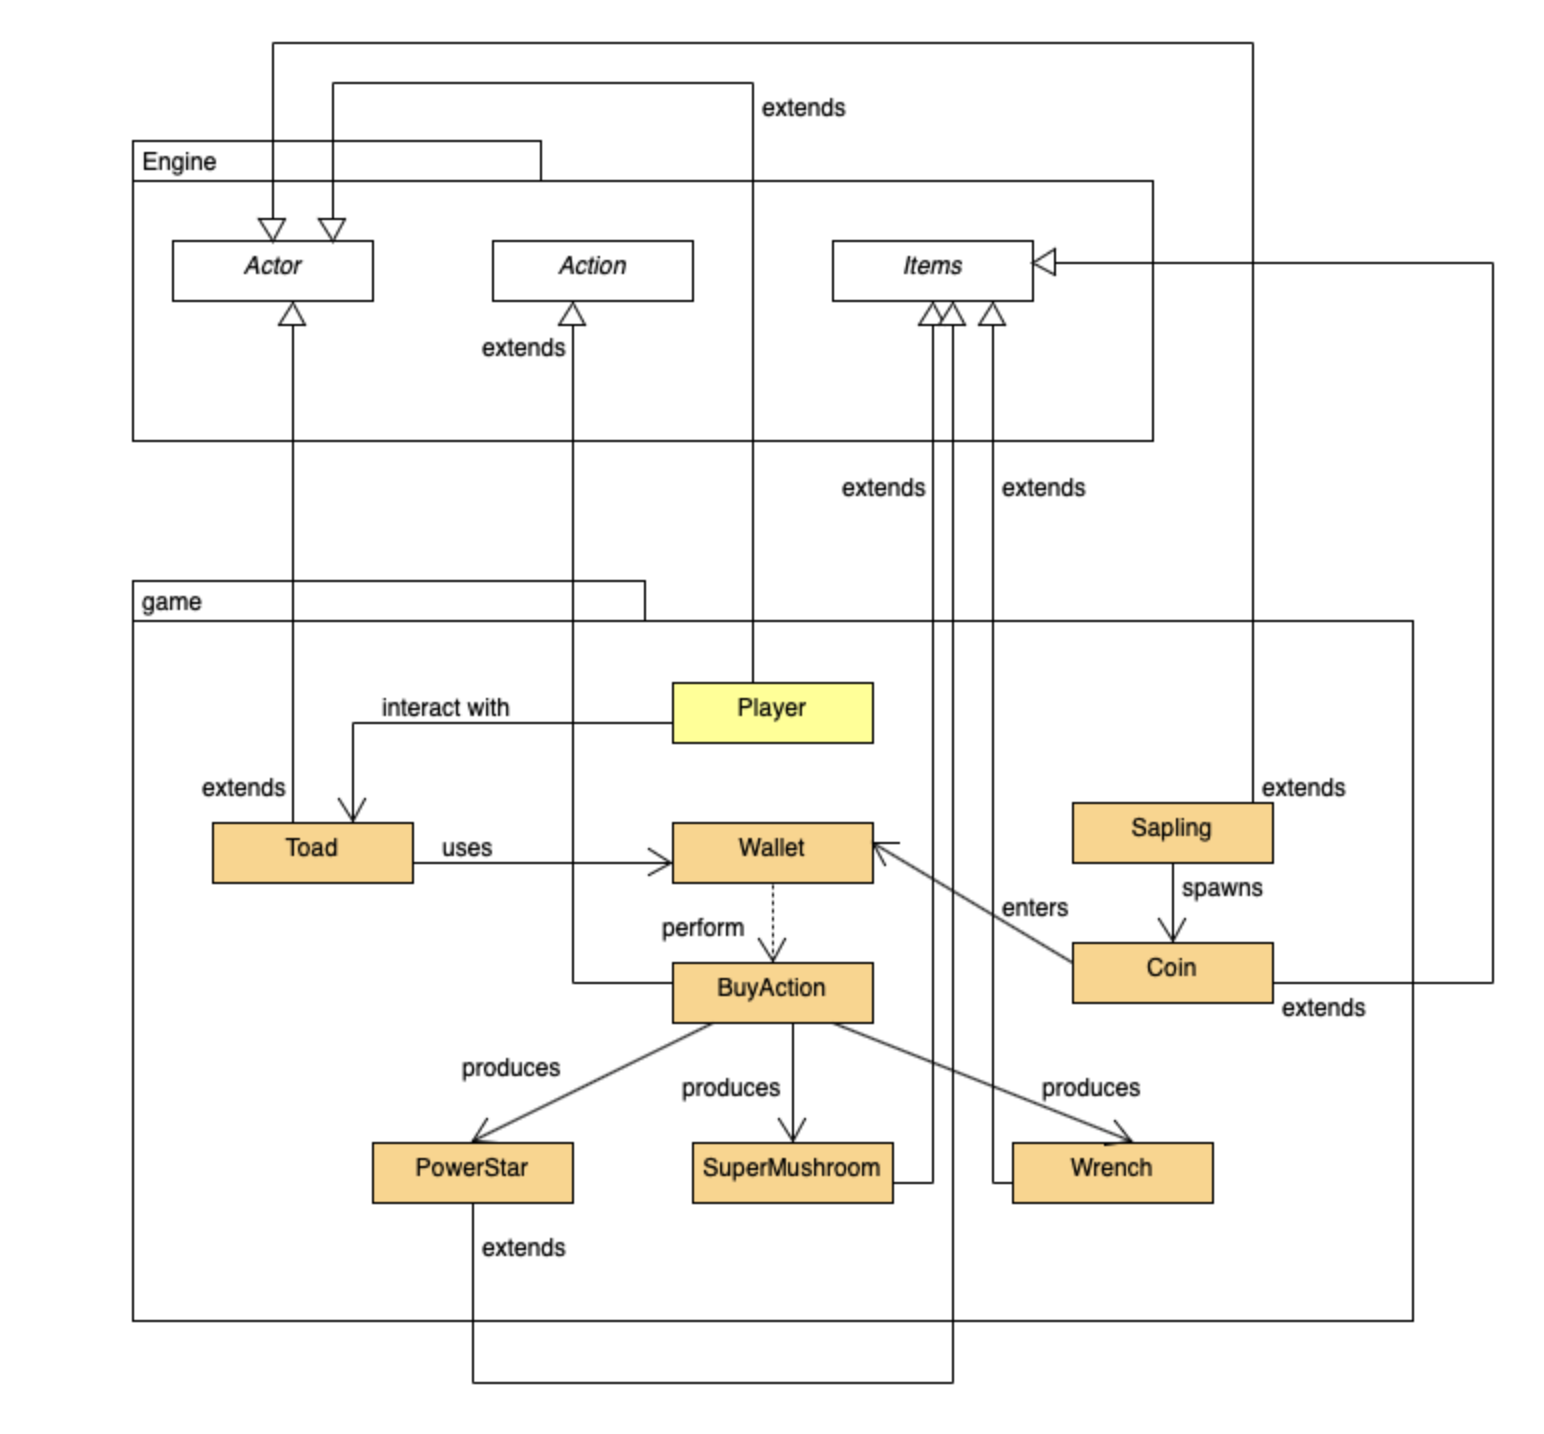 extends
Engine
Actor
Action
Items
extends
extends
extends
game
interact with
Player
extends
extends
Toad
uses
Wallet
Sapling
spawns
enters
perform
BuyAction
Coin
extends
produces
produces
produces
PowerStar
SuperMushroom
Wrench
extends